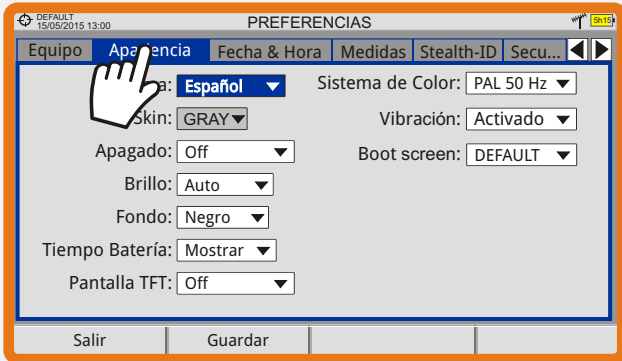 DEFAULT
15/05/2015 13:00
PREFERENCIAS
5h15
Equipo Apariencia Fecha & Hora Medidas Stealth-ID Secu...
Español
Sistema de Color: PAL 50 Hz
Skin: GRAY
Vibración: Activado
Apagado: Off
Boot screen: DEFAULT
Brillo: Auto
Fondo: Negro
Tiempo Batería: Mostrar
Pantalla TFT: Off
Salir Guardar